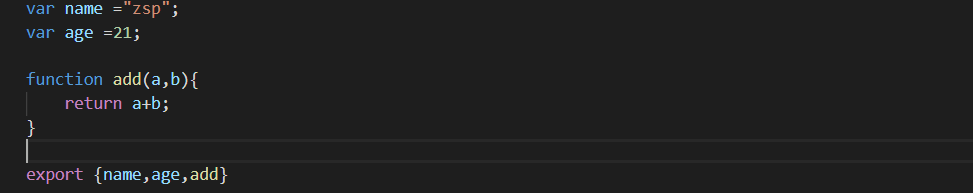 var name ="zsp";
var age =21;
function add(a,b){
    return a+b;
}
export {name,age,add}